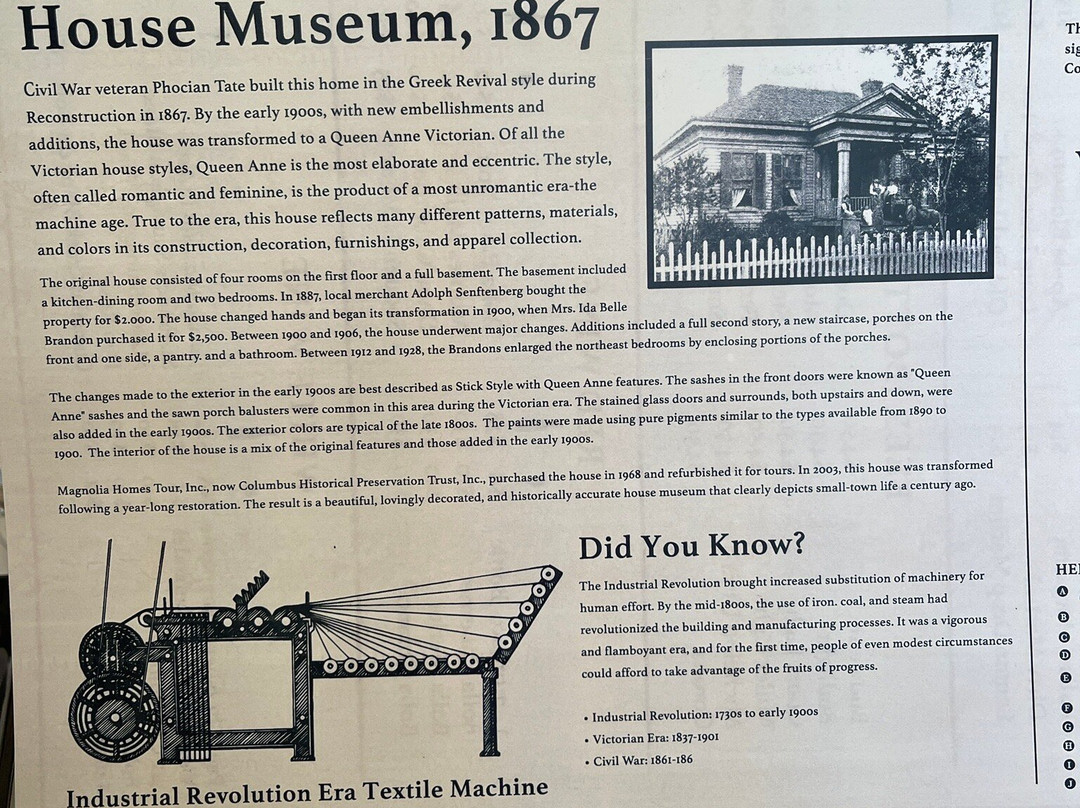 House Museum, 1867
Civil War veteran Phocian Tate built this home in the Greek Revival style during
Reconstruction in 1867. By the early 1900s, with new embellishments and
additions, the house was transformed to a Queen Anne Victorian. Of all the
Victorian house styles, Queen Anne is the most elaborate and eccentric. The style,
often called romantic and feminine, is the product of a most unromantic era-the
machine age. True to the era, this house reflects many different patterns, materials,
and colors in its construction, decoration, furnishings, and apparel collection.
The original house consisted of four rooms on the first floor and a full basement. The basement included
a kitchen-dining room and two bedrooms. In 1887, local merchant Adolph Senftenberg bought the
property for $2.000. The house changed hands and began its transformation in 1900, when Mrs. Ida Belle
Brandon purchased it for $2,500. Between 1900 and 1906, the house underwent major changes. Additions included a full second story, a new staircase, porches on the
front and one side, a pantry. and a bathroom. Between 1912 and 1928, the Brandons enlarged the northeast bedrooms by enclosing portions of the porches.
The changes made to the exterior in the early 1900s are best described as Stick Style with Queen Anne features. The sashes in the front doors were known as "Queen
Anne" sashes and the sawn porch balusters were common in this area during the Victorian era. The stained glass doors and surrounds, both upstairs and down, were
also added in the early 1900s. The exterior colors are typical of the late 1800s. The paints were made using pure pigments similar to the types available from 1890 to
1900. The interior of the house is a mix of the original features and those added in the early 1900s.
Magnolia Homes Tour, Inc., now Columbus Historical Preservation Trust, Inc., purchased the house in 1968 and refurbished it for tours. In 2003, this house was transformed
following a year-long restoration. The result is a beautiful, lovingly decorated, and historically accurate house museum that clearly depicts small-town life a century ago.
Did You Know?
The Industrial Revolution brought increased substitution of machinery for
human effort. By the mid-1800s, the use of iron. coal, and steam had
revolutionized the building and manufacturing processes. It was a vigorous
and flamboyant era, and for the first time, people of even modest circumstances
could afford to take advantage of the fruits of progress.
• Industrial Revolution: 1730s to early 1900s
• Victorian Era: 1837-1901
• Civil War: 1861-186
Industrial Revolution Era Textile Machine
A
B
C
D
E
F
G
H
I
J